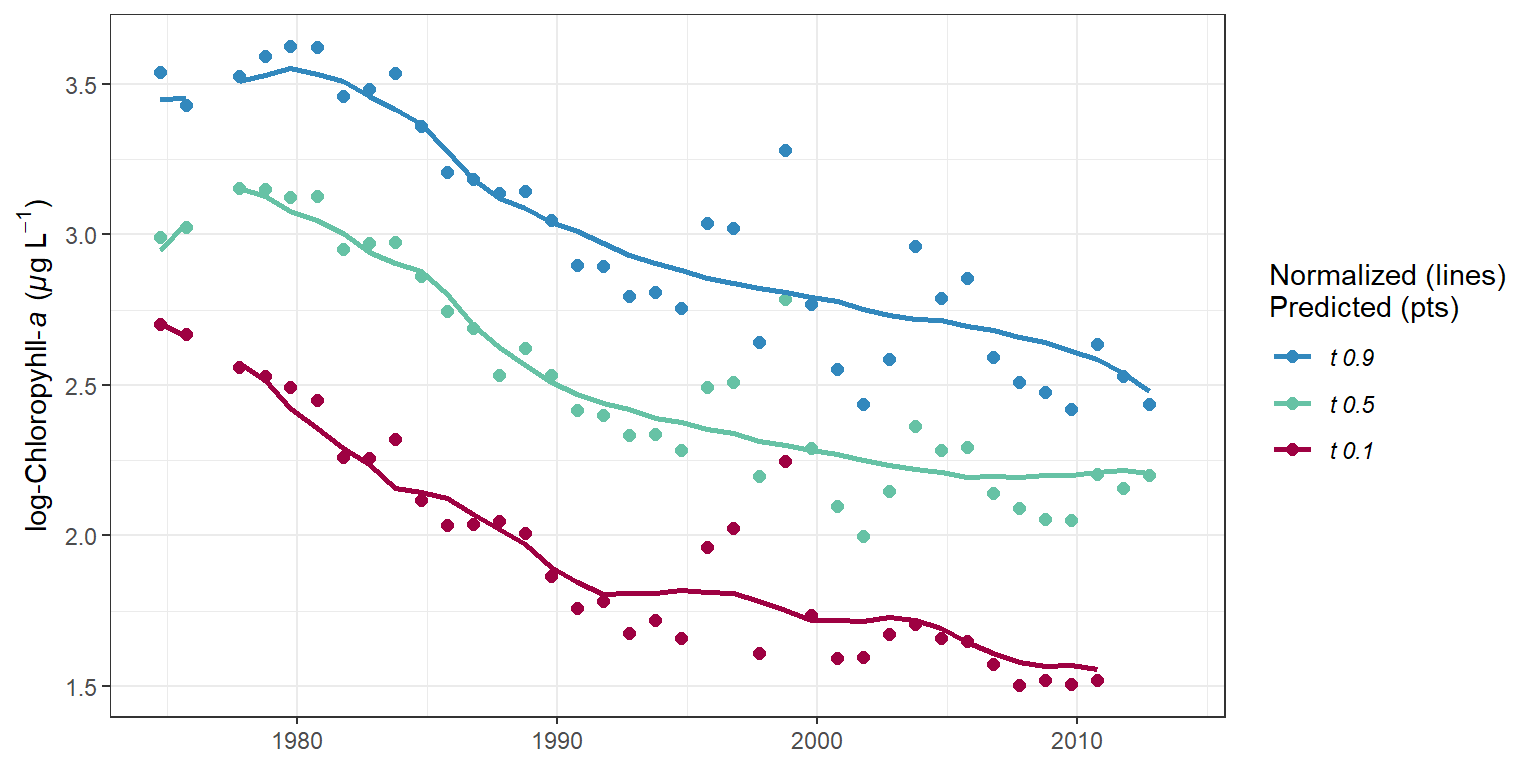 log-Chloropyhll-a (µg L⁻¹)
3.5
3.0
2.5
2.0
1.5
1980
1990
2000
2010
Normalized (lines)
Predicted (pts)
t 0.9
t 0.5
t 0.1